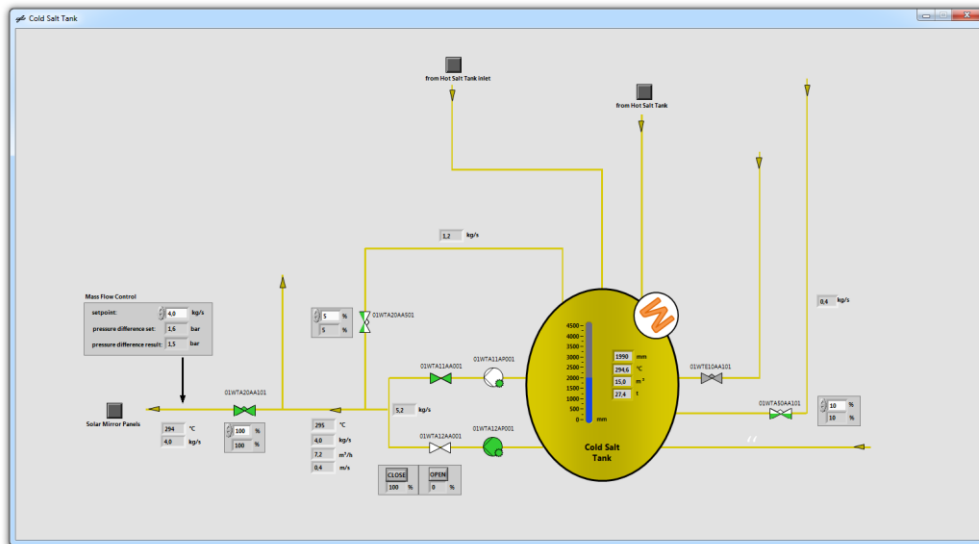 Cold Salt Tank
from Hot Salt Tank Inlet
from Hot Salt Tank
1,2 kg/s
Mass Flow Control
setpoint: 4,0 kg/s
pressure difference set: 1,6 bar
pressure difference result: 1,5 bar
5 %
5 %
01WTA20AAS01
0,4 kg/s
01WTA11AA001
01WTA11AP001
01WTA20AA101
5,2 kg/s
4500
4000
3500
3000
2500
2000
1500
1000
500
0 mm
1990 mm
294,6 °C
15,0 m³
27,4 T
01WTE10AA101
01WTA50AA101
10 %
10 %
Solar Mirror Panels
294 °C
4,0 kg/s
100 %
100 %
295 °C
4,0 kg/s
7,2 m³/h
0,4 m/s
01WTA12AA001
01WTA12AP001
CLOSE
100 %
OPEN
0 %
Cold Salt
Tank